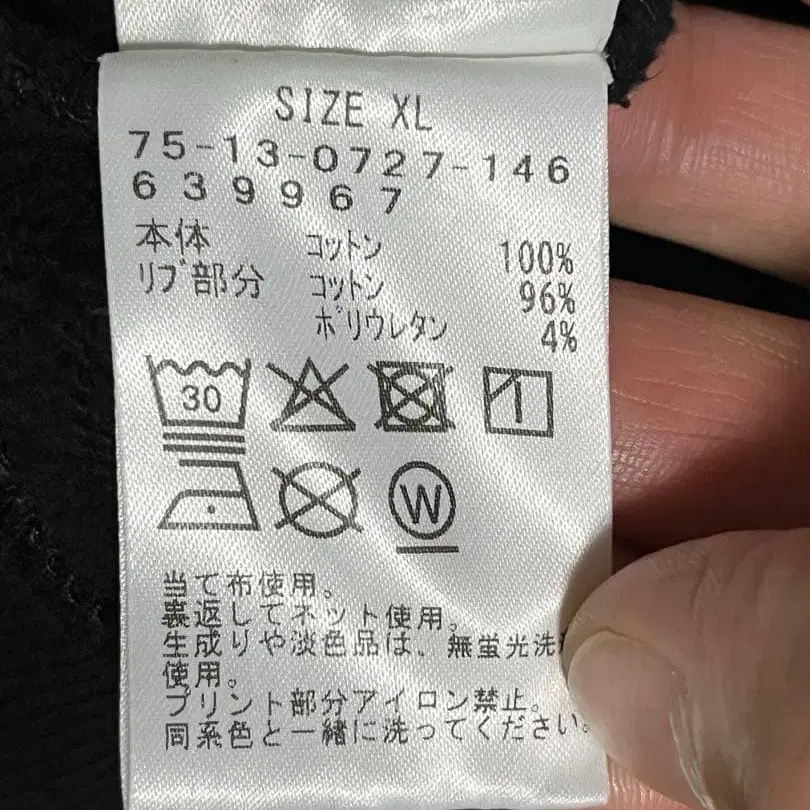 SIZE XL
75-13-0727-146
639967
本体 コットン 100%
リブ部分 コットン 96%
ポリウレタン 4%
30
W
当て布使用。
裏返してネット使用。
生成りや淡色品は、無蛍光洗
使用。
プリント部分アイロン禁止。
同系色と一緒に洗ってください。